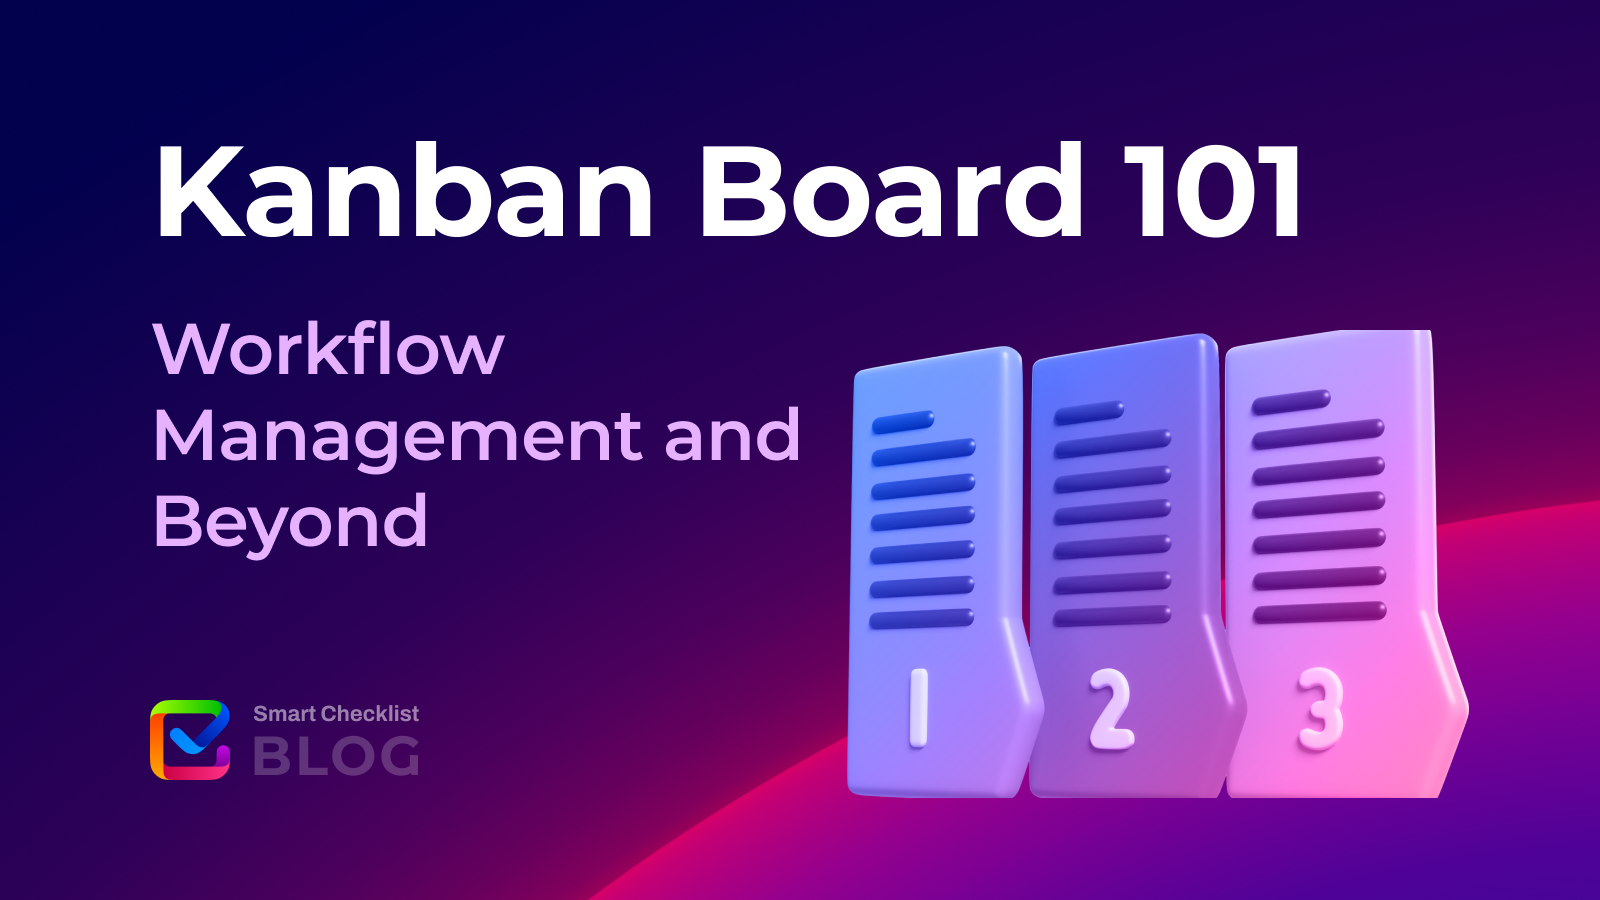 Kanban Board 101
Workflow
Management and
Beyond
1
2
3
Smart Checklist
BLOG